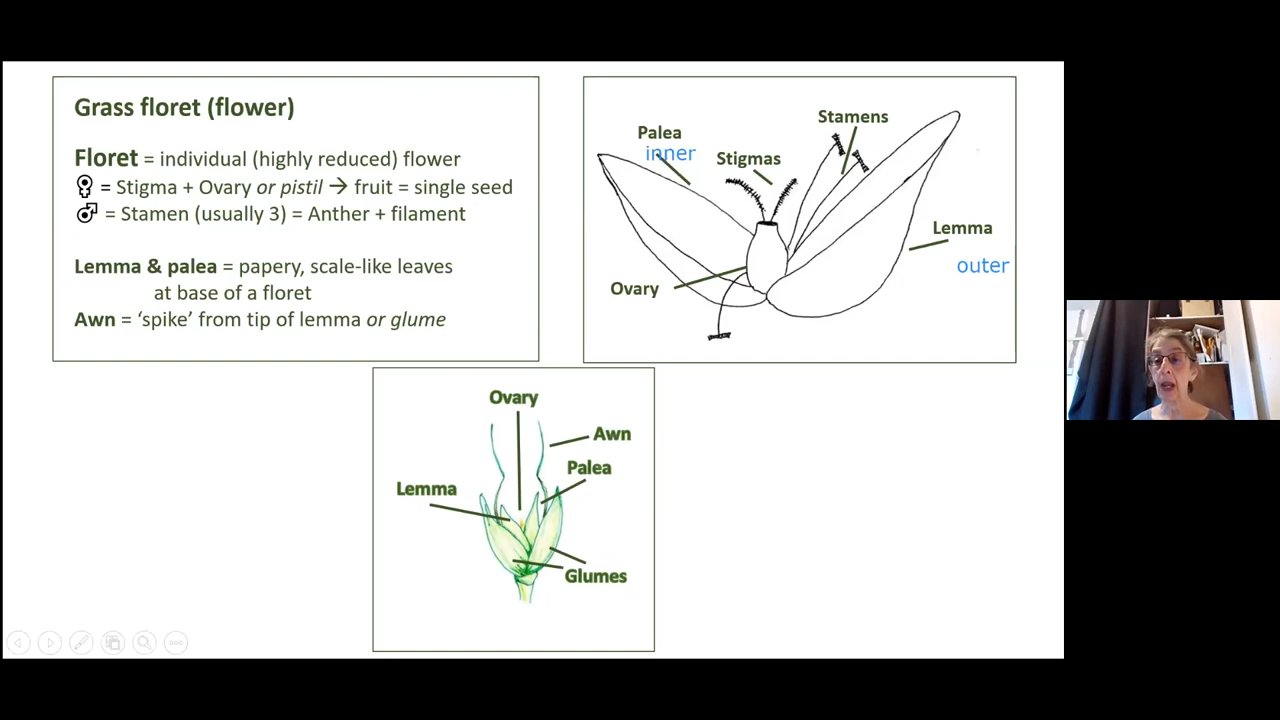 Grass floret (flower)
Floret = individual (highly reduced) flower
♀ = Stigma + Ovary or pistil → fruit = single seed
♂ = Stamen (usually 3) = Anther + filament
Lemma & palea = papery, scale-like leaves
at base of a floret
Awn = ‘spike’ from tip of lemma or glume
Stamens
Palea
inner
Stigmas
Lemma
outer
Ovary
Ovary
Awn
Palea
Lemma
Glumes